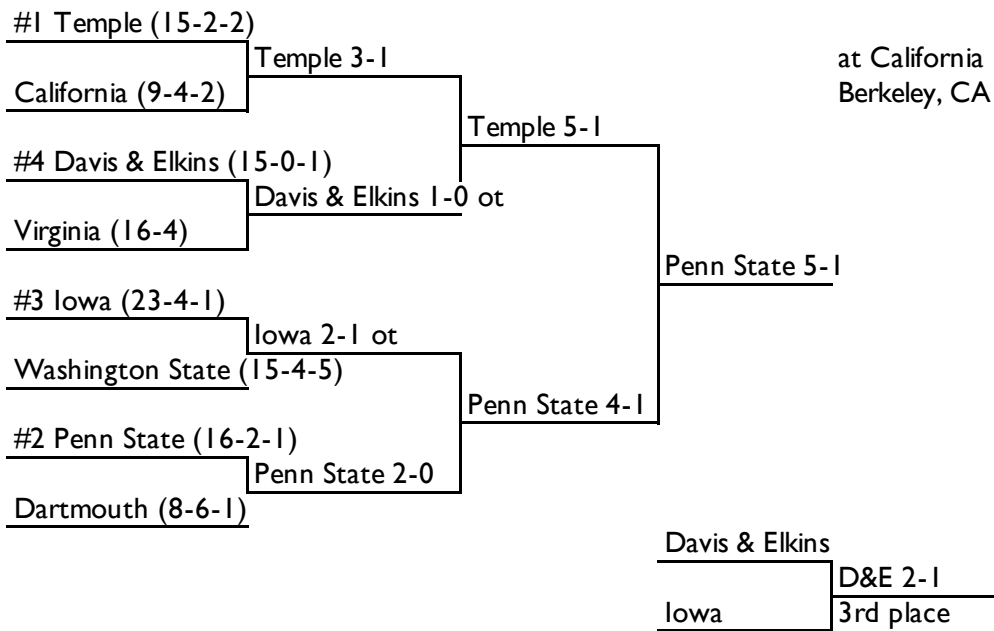 #1 Temple (15-2-2)
Temple 3-1
at California
California (9-4-2)
Berkeley, CA
Temple 5-1
#4 Davis & Elkins (15-0-1)
Davis & Elkins 1-0 ot
Virginia (16-4)
Penn State 5-1
#3 Iowa (23-4-1)
Iowa 2-1 ot
Washington State (15-4-5)
Penn State 4-1
#2 Penn State (16-2-1)
Penn State 2-0
Dartmouth (8-6-1)
Davis & Elkins
D&E 2-1
Iowa
3rd place